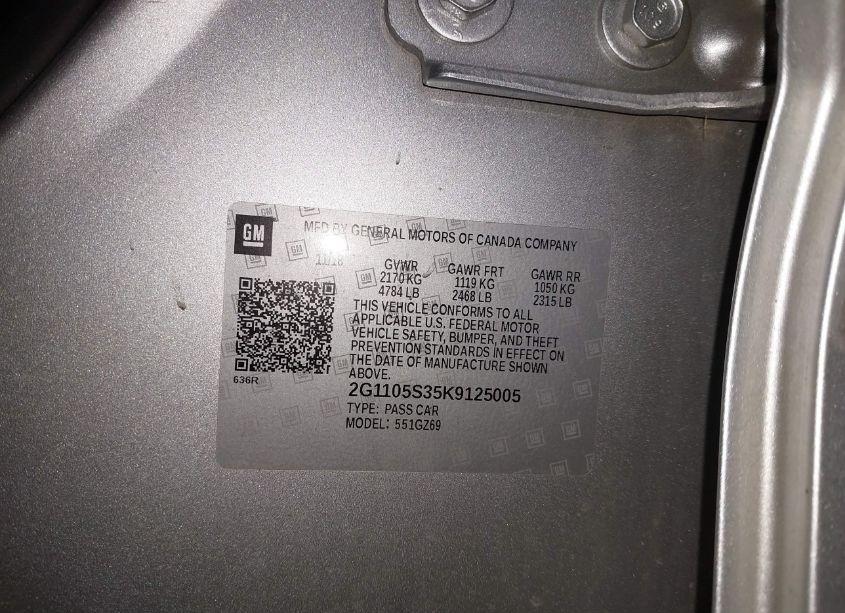 GM
MFD BY GENERAL MOTORS OF CANADA COMPANY
11/18
GVWR GAWR FRT GAWR RR
2170 KG 1119 KG 1050 KG
4784 LB 2468 LB 2315 LB
THIS VEHICLE CONFORMS TO ALL
APPLICABLE U.S. FEDERAL MOTOR
VEHICLE SAFETY, BUMPER, AND THEFT
PREVENTION STANDARDS IN EFFECT ON
THE DATE OF MANUFACTURE SHOWN
ABOVE.
636R
2G1105S35K9125005
TYPE: PASS CAR
MODEL: 551GZ69